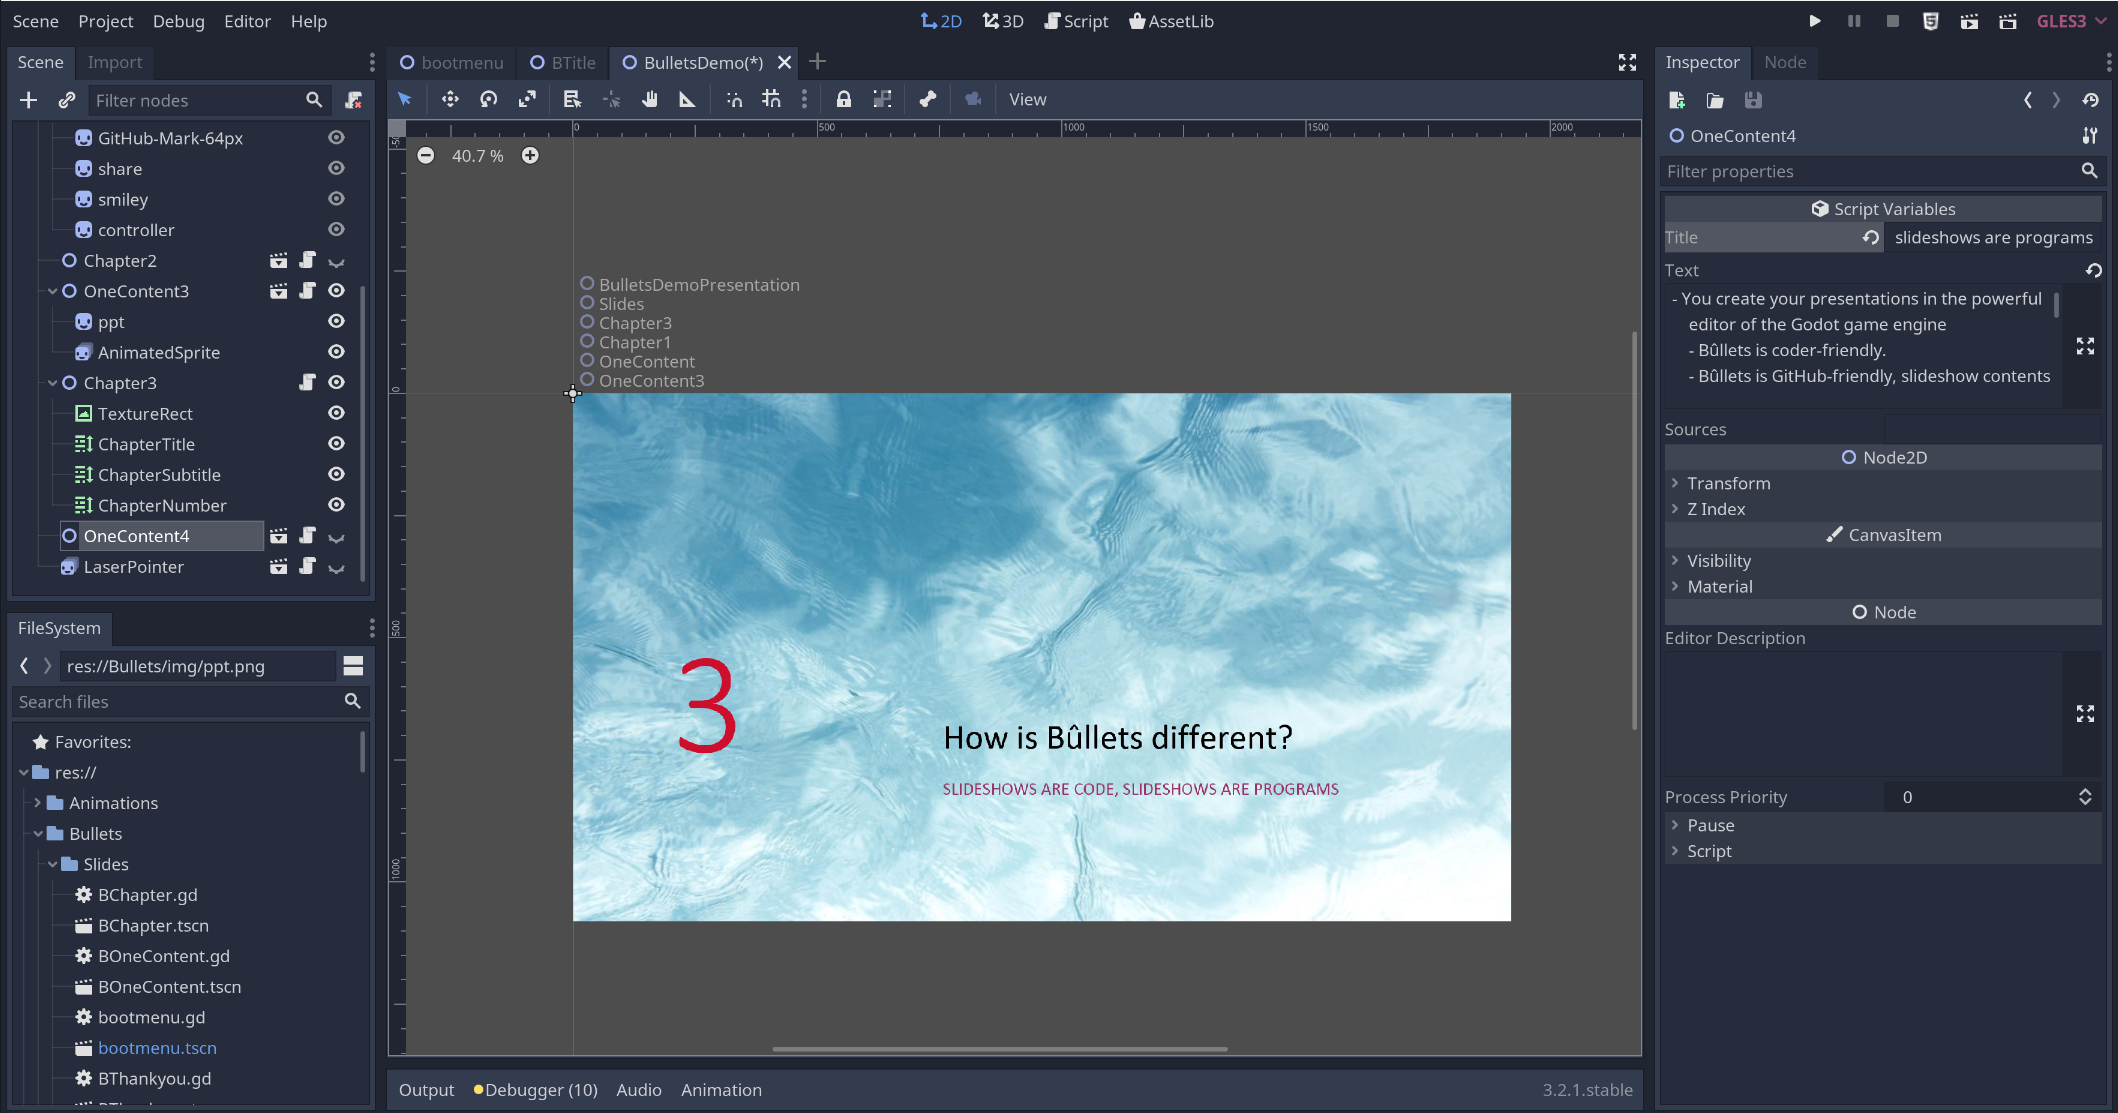 Scene Project Debug Editor Help
2D 3D Script AssetLib
GLES3
Scene Import
Filter nodes
GitHub-Mark-64px
share
smiley
controller
Chapter2
OneContent3
ppt
AnimatedSprite
Chapter3
TextureRect
ChapterTitle
ChapterSubtitle
ChapterNumber
OneContent4
LaserPointer
FileSystem
res://Bullets/img/ppt.png
Search files
Favorites:
res://
Animations
Bullets
Slides
BChapter.gd
BChapter.tscn
BOneContent.gd
BOneContent.tscn
bootmenu.gd
bootmenu.tscn
BThankyou.gd
bootmenu BTitle BulletsDemo(*)
View
0 500 1000 1500 2000
40.7 %
BulletsDemoPresentation
Slides
Chapter3
Chapter1
OneContent
OneContent3
0
500
1000
3
How is Bûllets different?
SLIDESHOWS ARE CODE, SLIDESHOWS ARE PROGRAMS
Output Debugger (10) Audio Animation 3.2.1.stable
Inspector Node
OneContent4
Filter properties
Script Variables
Title slideshows are programs
Text
- You create your presentations in the powerful
editor of the Godot game engine
- Bûllets is coder-friendly.
- Bûllets is GitHub-friendly, slideshow contents
Sources
Node2D
Transform
Z Index
CanvasItem
Visibility
Material
Node
Editor Description
Process Priority 0
Pause
Script